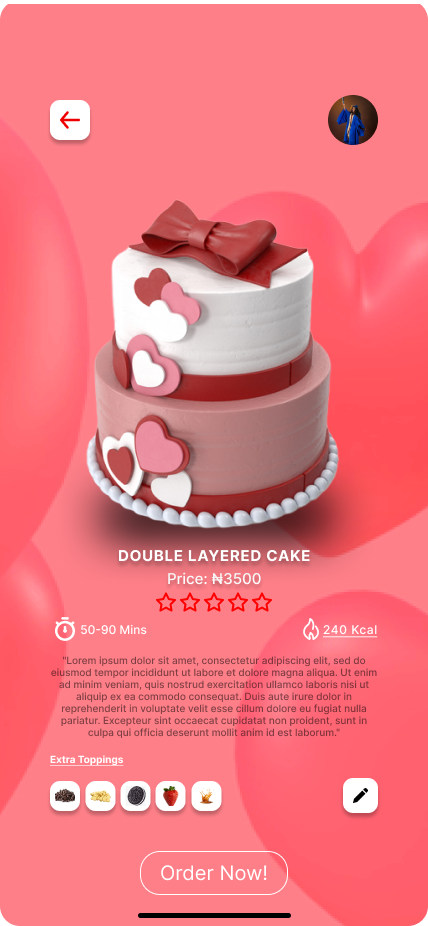 DOUBLE LAYERED CAKE
Price: ₦3500
50-90 Mins
240 Kcal
"Lorem ipsum dolor sit amet, consectetur adipiscing elit, sed do
eiusmod tempor incididunt ut labore et dolore magna aliqua. Ut enim
ad minim veniam, quis nostrud exercitation ullamco laboris nisi ut
aliquip ex ea commodo consequat. Duis aute irure dolor in
reprehenderit in voluptate velit esse cillum dolore eu fugiat nulla
pariatur. Excepteur sint occaecat cupidatat non proident, sunt in
culpa qui officia deserunt mollit anim id est laborum."
Extra Toppings
Order Now!